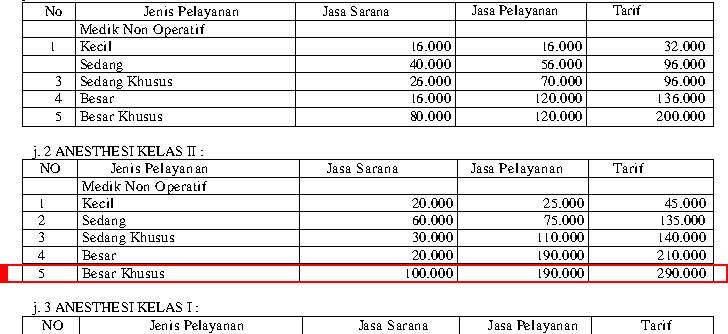 No Jenis Pelayanan Jasa Sarana Jasa Pelayanan Tarif
Medik Non Operatif
1 Kecil 16.000 16.000 32.000
Sedang 40.000 56.000 96.000
3 Sedang Khusus 26.000 70.000 96.000
4 Besar 16.000 120.000 136.000
5 Besar Khusus 80.000 120.000 200.000
j. 2 ANESTHESI KELAS II :
NO Jenis Pelayanan Jasa Sarana Jasa Pelayanan Tarif
Medik Non Operatif
1 Kecil 20.000 25.000 45.000
2 Sedang 60.000 75.000 135.000
3 Sedang Khusus 30.000 110.000 140.000
4 Besar 20.000 190.000 210.000
5 Besar Khusus 100.000 190.000 290.000
j. 3 ANESTHESI KELAS I :
NO Jenis Pelayanan Jasa Sarana Jasa Pelayanan Tarif